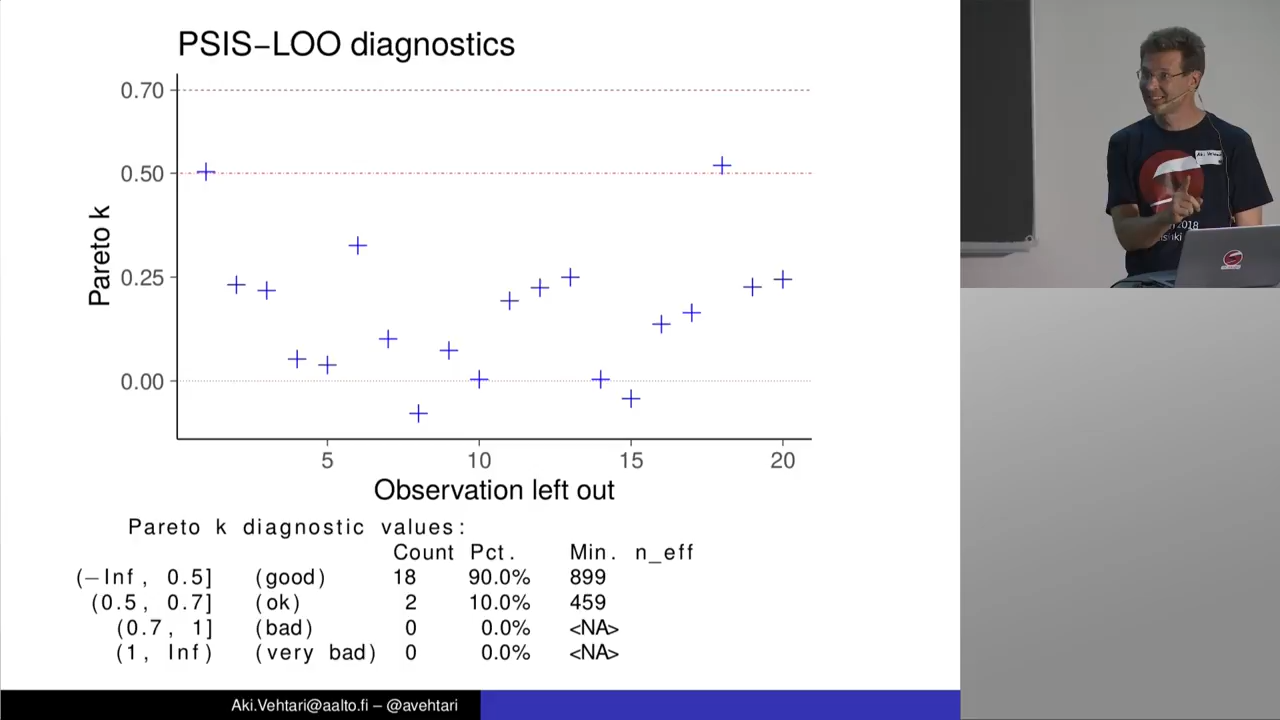 PSIS−LOO diagnostics
0.70
0.50
0.25
0.00
Pareto k
5 10 15 20
Observation left out
Pareto k diagnostic values:
Count Pct. Min. n_eff
(−Inf, 0.5] (good) 18 90.0% 899
(0.5, 0.7] (ok) 2 10.0% 459
(0.7, 1] (bad) 0 0.0% <NA>
(1, Inf) (very bad) 0 0.0% <NA>
Aki.Vehtari@aalto.fi – @avehtari
Aki
2018